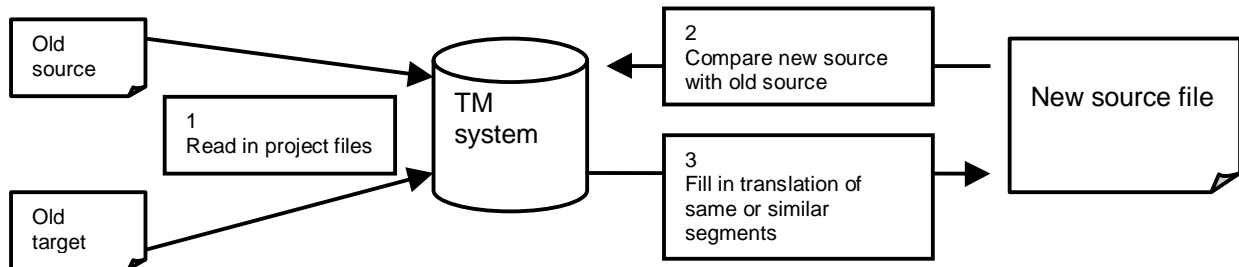 Old
source
1
Read in project files
Old
target
TM
system
2
Compare new source
with old source
3
Fill in translation of
same or similar
segments
New source file